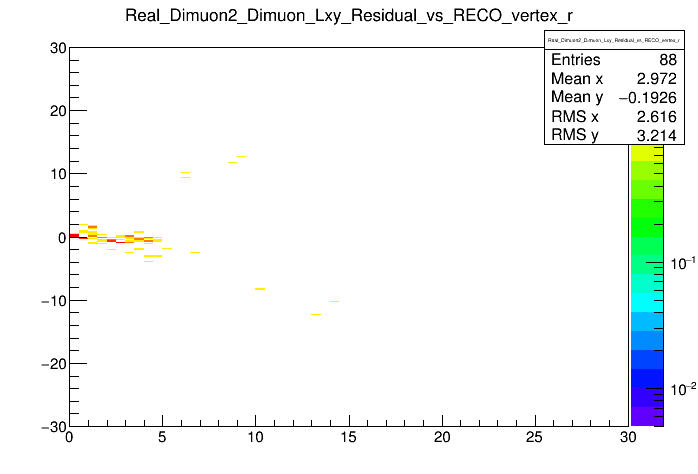 Real_Dimuon2_Dimuon_Lxy_Residual_vs_RECO_vertex_r
Real_Dimuon2_Dimuon_Lxy_Residual_vs_RECO_vertex_r
Entries 88
Mean x 2.972
Mean y −0.1926
RMS x 2.616
RMS y 3.214
30
20
10
0
−10
−20
−30
0 5 10 15 20 25 30
10⁻¹
10⁻²